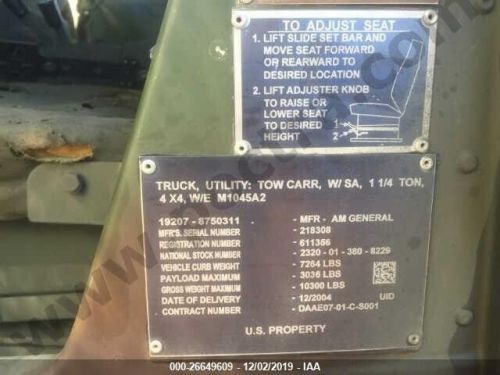 TO ADJUST SEAT
1. LIFT SLIDE SET BAR AND
MOVE SEAT FORWARD
OR REARWARD TO
DESIRED LOCATION
2. LIFT ADJUSTER KNOB
TO RAISE OR
LOWER SEAT
TO DESIRED
HEIGHT
1
2
TRUCK, UTILITY: TOW CARR, W/ SA, 1 1/4 TON,
4 X4, W/E M1045A2
19207 - 8750311 - MFR - AM GENERAL
MFR'S. SERIAL NUMBER - 218308
REGISTRATION NUMBER - 611356
NATIONAL STOCK NUMBER - 2320 - 01 - 380 - 8229
VEHICLE CURB WEIGHT - 7264 LBS
PAYLOAD MAXIMUM - 3036 LBS
GROSS WEIGHT MAXIMUM - 10300 LBS
DATE OF DELIVERY - 12/2004 UID
CONTRACT NUMBER - DAAE07-01-C-S001
U.S. PROPERTY
000-26649609 - 12/02/2019 - IAA